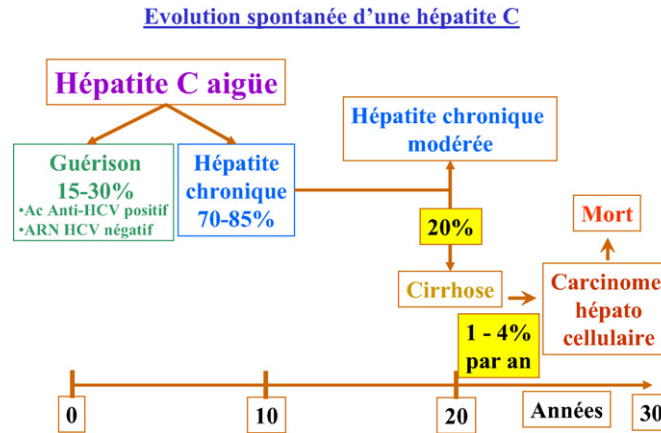 Evolution spontanée d'une hépatite C
Hépatite C aigüe
Guérison
15-30%
•Ac Anti-HCV positif
•ARN HCV négatif
Hépatite
chronique
70-85%
Hépatite chronique
modérée
20%
Cirrhose
1 - 4%
par an
Mort
Carcinome
hépato
cellulaire
0
10
20
Années
30